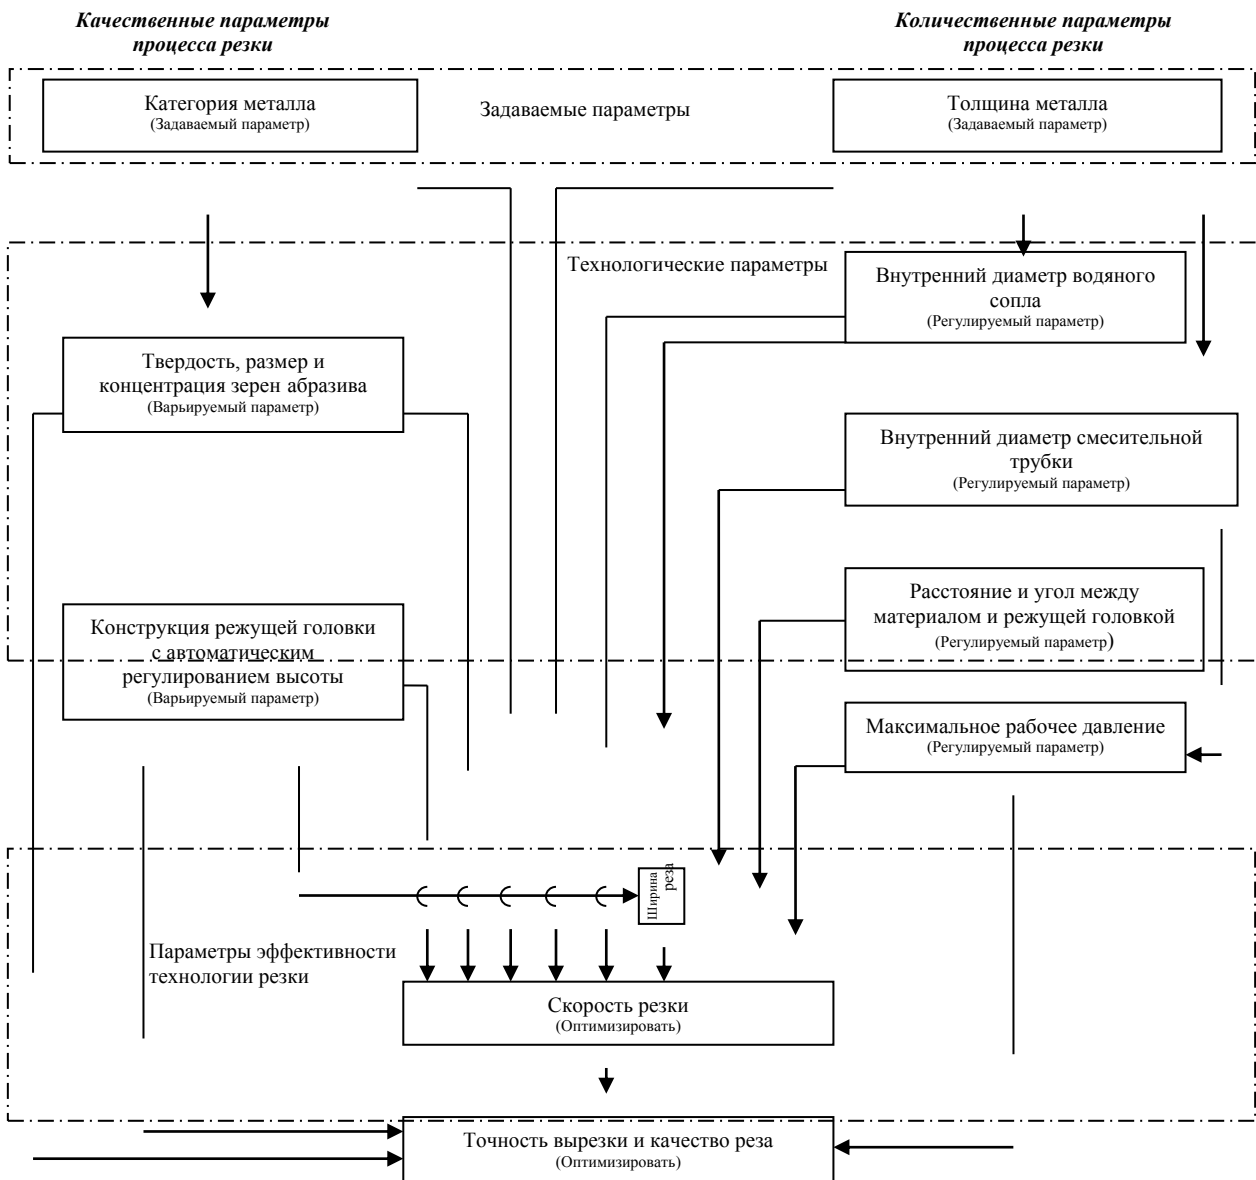 Качественные параметры
процесса резки
Количественные параметры
процесса резки
Категория металла
(Задаваемый параметр)
Задаваемые параметры
Толщина металла
(Задаваемый параметр)
Технологические параметры
Внутренний диаметр водяного
сопла
(Регулируемый параметр)
Твердость, размер и
концентрация зерен абразива
(Варьируемый параметр)
Внутренний диаметр смесительной
трубки
(Регулируемый параметр)
Расстояние и угол между
материалом и режущей головкой
(Регулируемый параметр)
Конструкция режущей головки
с автоматическим
регулированием высоты
(Варьируемый параметр)
Максимальное рабочее давление
(Регулируемый параметр)
Ширина
реза
Параметры эффективности
технологии резки
Скорость резки
(Оптимизировать)
Точность вырезки и качество реза
(Оптимизировать)